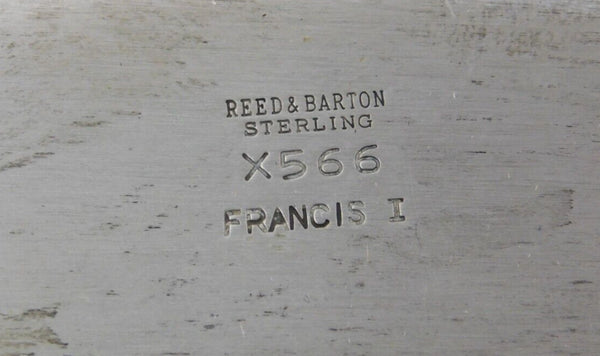 REED & BARTON
STERLING
X566
FRANCIS I